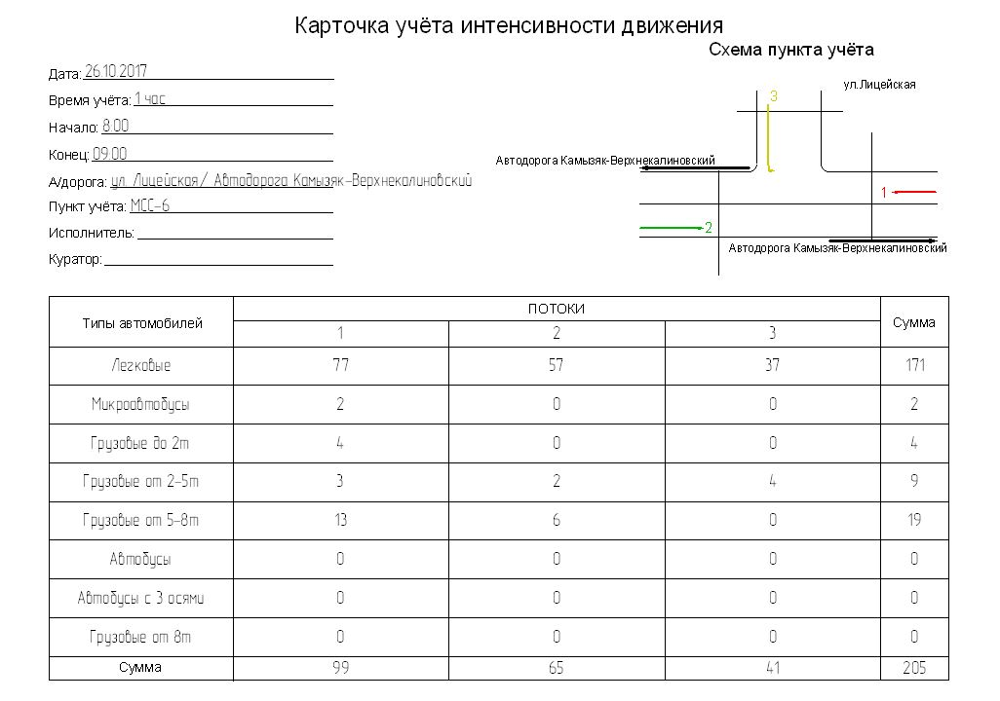 Карточка учёта интенсивности движения
Схема пункта учёта
Дата: 26.10.2017
Время учёта: 1 час
Начало: 8:00
Конец: 09:00
А/дорога: ул. Лицейская/ Автодорога Камызяк-Верхнекалиновский
Пункт учёта: МСС-6
Исполнитель:
Куратор:
ул.Лицейская
3
Автодорога Камызяк-Верхнекалиновский
1
2
Автодорога Камызяк-Верхнекалиновский
Типы автомобилей ПОТОКИ Сумма
1 2 3
Легковые 77 57 37 171
Микроавтобусы 2 0 0 2
Грузовые до 2т 4 0 0 4
Грузовые от 2-5т 3 2 4 9
Грузовые от 5-8т 13 6 0 19
Автобусы 0 0 0 0
Автобусы с 3 осями 0 0 0 0
Грузовые от 8т 0 0 0 0
Сумма 99 65 41 205